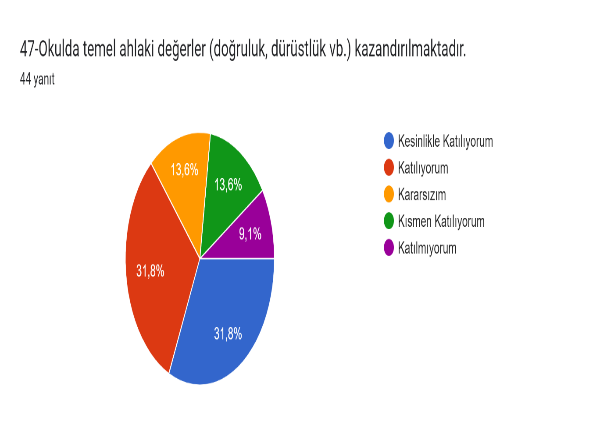 47-Okulda temel ahlaki değerler (doğruluk, dürüstlük vb.) kazandırılmaktadır.
44 yanıt
Kesinlikle Katılıyorum
Katılıyorum
Kararsızım
Kısmen Katılıyorum
Katılmıyorum
13,6%
13,6%
9,1%
31,8%
31,8%